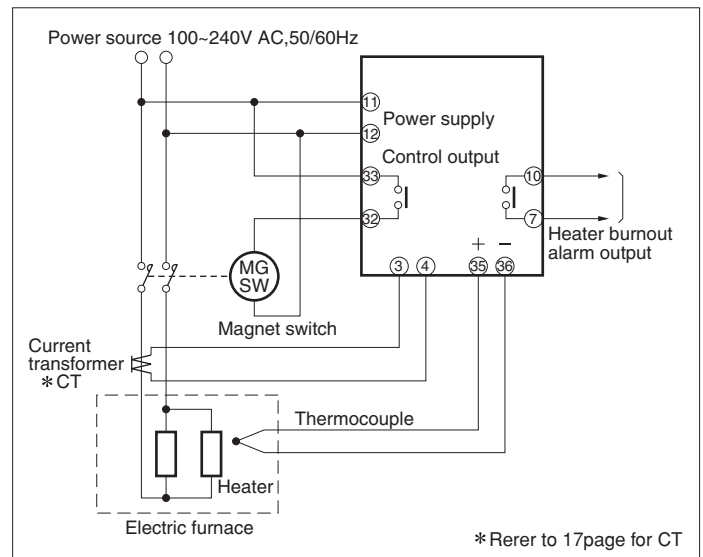 Power source 100~240V AC,50/60Hz
11
Power supply
12
Control output
33
10
32
7
Heater burnout
alarm output
+ −
3 4 35 36
MG
SW
Magnet switch
Current
transformer
*CT
Thermocouple
Heater
Electric furnace
*Rerer to 17page for CT